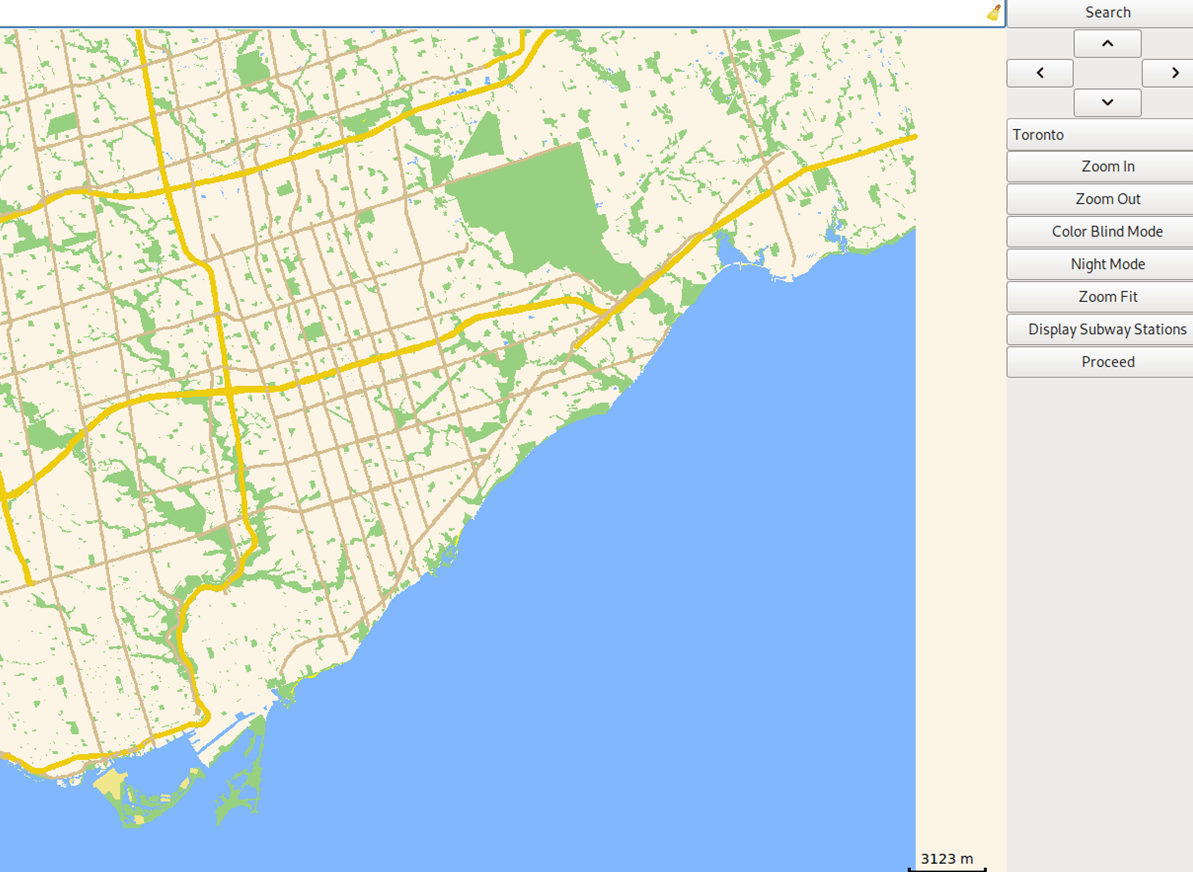 Search
Toronto
Zoom In
Zoom Out
Color Blind Mode
Night Mode
Zoom Fit
Display Subway Stations
Proceed
3123 m